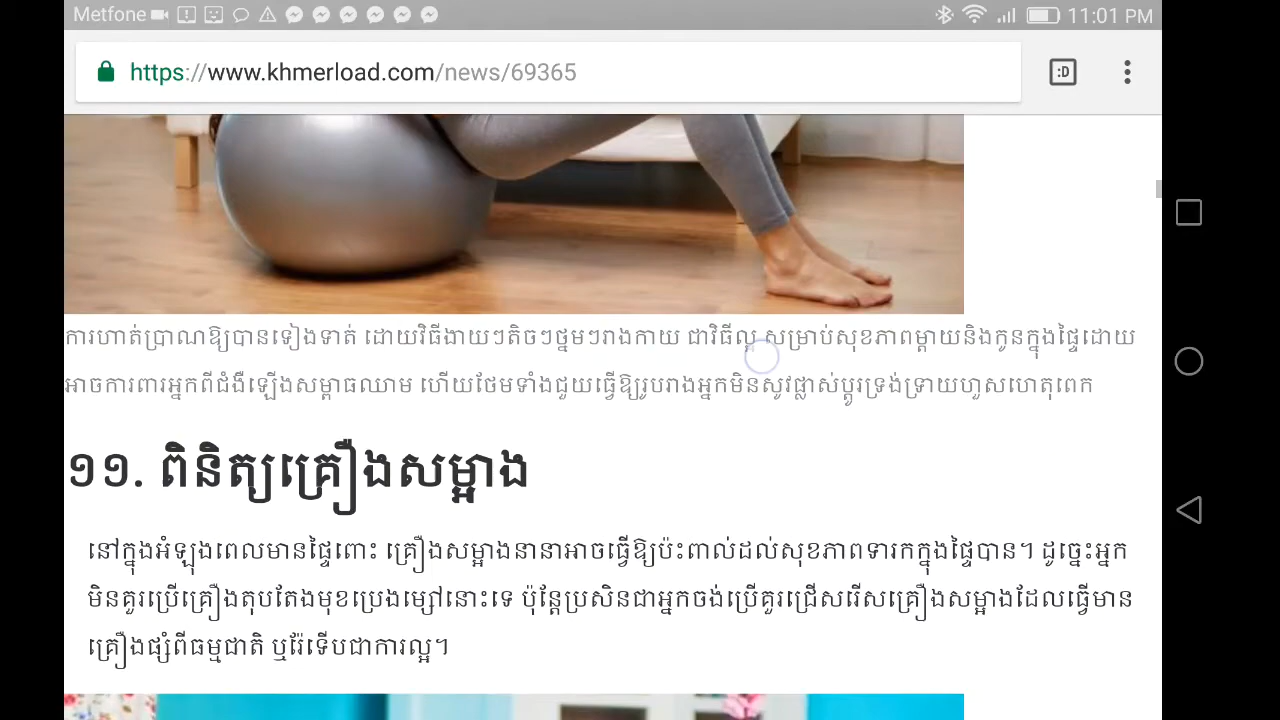 Metfone 11:01 PM
https://www.khmerload.com/news/69365 :D
ការហាត់ប្រាណឱ្យបានទៀងទាត់ ដោយវិធីងាយៗតិចៗថ្នមៗរាងកាយ ជាវិធីល្អ សម្រាប់សុខភាពម្ដាយនិងកូនក្នុងផ្ទៃដោយ
អាចការពារអ្នកពីជំងឺឡើងសម្ពាធឈាម ហើយថែមទាំងជួយធ្វើឱ្យរូបរាងអ្នកមិនសូវផ្លាស់ប្ដូរទ្រង់ទ្រាយហួសហេតុពេក
១១. ពិនិត្យគ្រឿងសម្អាង
នៅក្នុងអំឡុងពេលមានផ្ទៃពោះ គ្រឿងសម្អាងនានាអាចធ្វើឱ្យប៉ះពាល់ដល់សុខភាពទារកក្នុងផ្ទៃបាន។ ដូច្នេះអ្នក
មិនគួរប្រើគ្រឿងតុបតែងមុខប្រេងម្សៅនោះទេ ប៉ុន្តែប្រសិនជាអ្នកចង់ប្រើគួរជ្រើសរើសគ្រឿងសម្អាងដែលធ្វើមាន
គ្រឿងផ្សំពីធម្មជាតិ ឬរ៉ែទើបជាការល្អ។